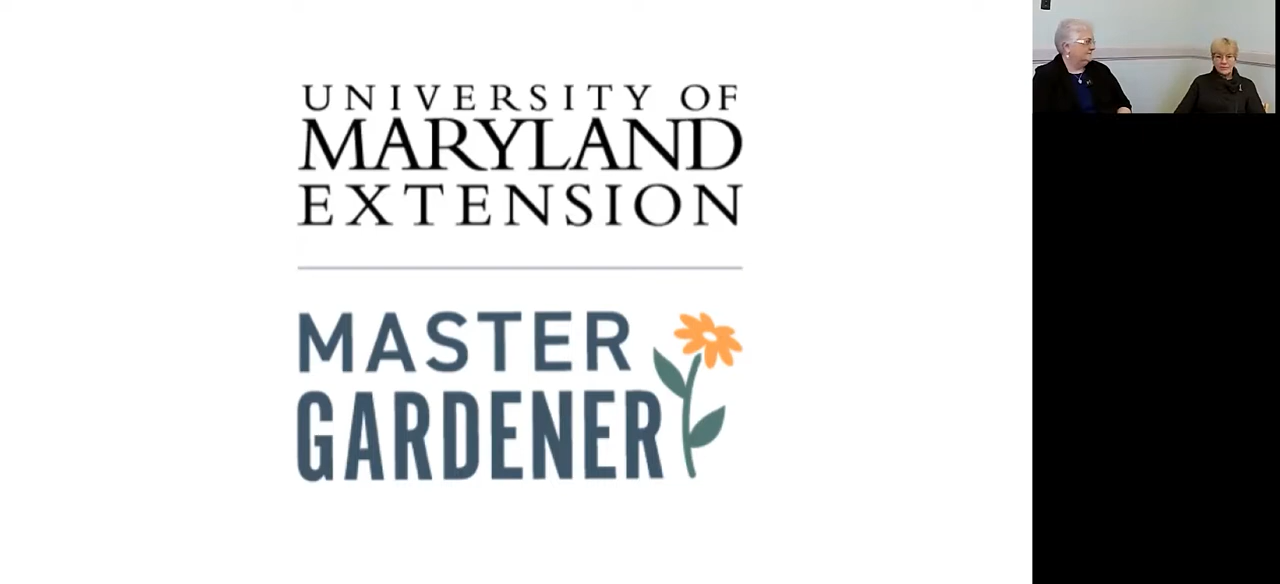 UNIVERSITY OF
MARYLAND
EXTENSION
MASTER
GARDENER